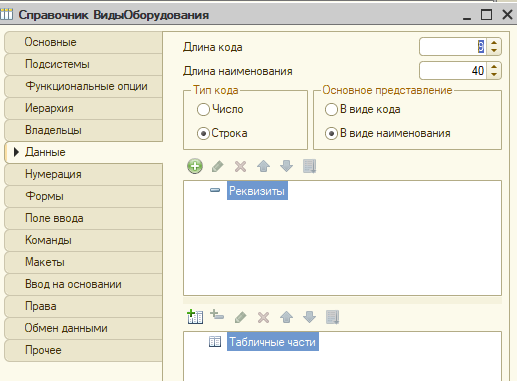 Справочник ВидыОборудования
Основные
Подсистемы
Функциональные опции
Иерархия
Владельцы
Данные
Нумерация
Формы
Поле ввода
Команды
Макеты
Ввод на основании
Права
Обмен данными
Прочее
Длина кода
Длина наименования
40
Тип кода
Число
Строка
Основное представление
В виде кода
В виде наименования
Реквизиты
Табличные части